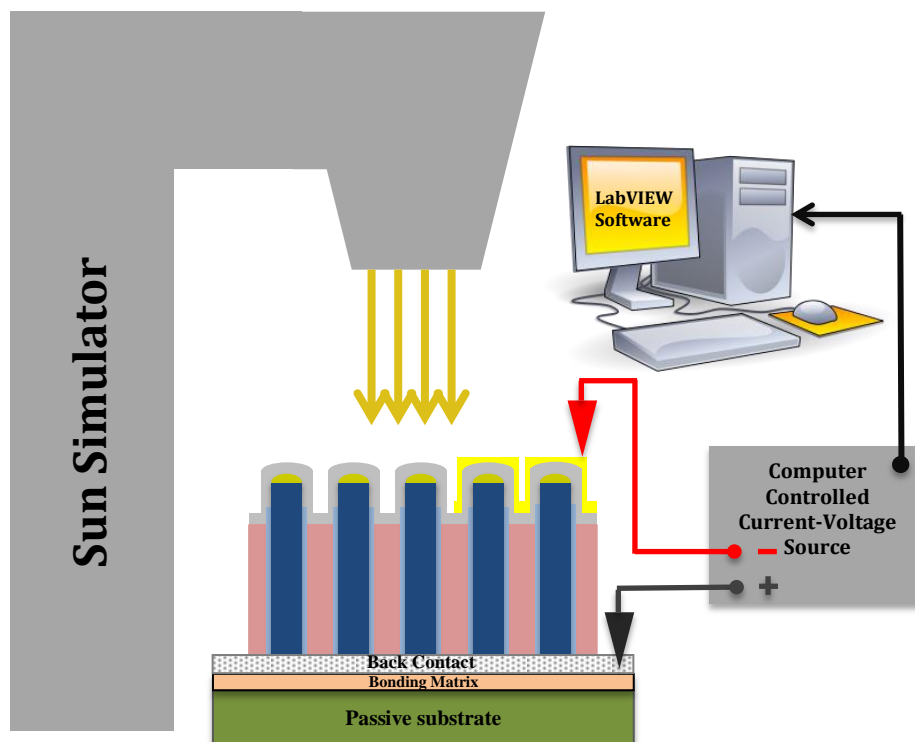 Sun Simulator
LabVIEW
Software
Computer
Controlled
Current-Voltage
Source
−
+
Back Contact
Bonding Matrix
Passive substrate